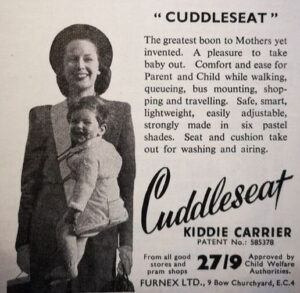 "CUDDLESEAT"
The greatest boon to Mothers yet
invented. A pleasure to take
baby out. Comfort and ease for
Parent and Child while walking,
queueing, bus mounting, shop-
ping and travelling. Safe, smart,
lightweight, easily adjustable,
strongly made in six pastel
shades. Seat and cushion take
out for washing and airing.
Cuddleseat
KIDDIE CARRIER
PATENT No.: 585378
From all good
stores and
pram shops
27/9
Approved by
Child Welfare
Authorities.
FURNEX LTD., 9 Bow Churchyard, E.C.4